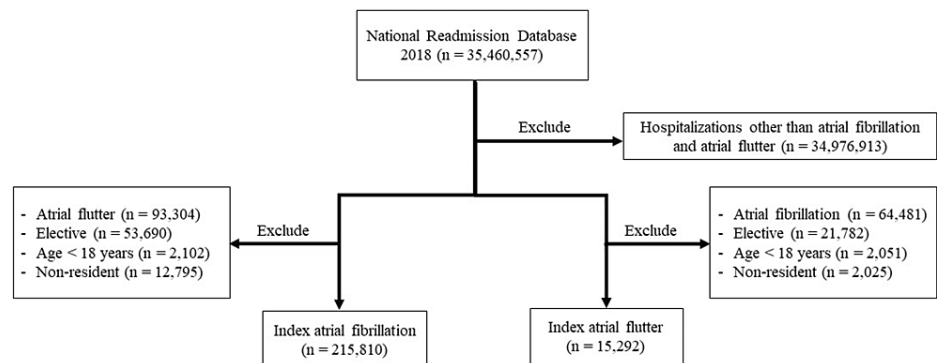 National Readmission Database
2018 (n = 35,460,557)
Exclude
Hospitalizations other than atrial fibrillation
and atrial flutter (n = 34,976,913)
- Atrial flutter (n = 93,304)
- Elective (n = 53,690)
- Age < 18 years (n = 2,102)
- Non-resident (n = 12,795)
Exclude
Exclude
- Atrial fibrillation (n = 64,481)
- Elective (n = 21,782)
- Age < 18 years (n = 2,051)
- Non-resident (n = 2,025)
Index atrial fibrillation
(n = 215,810)
Index atrial flutter
(n = 15,292)